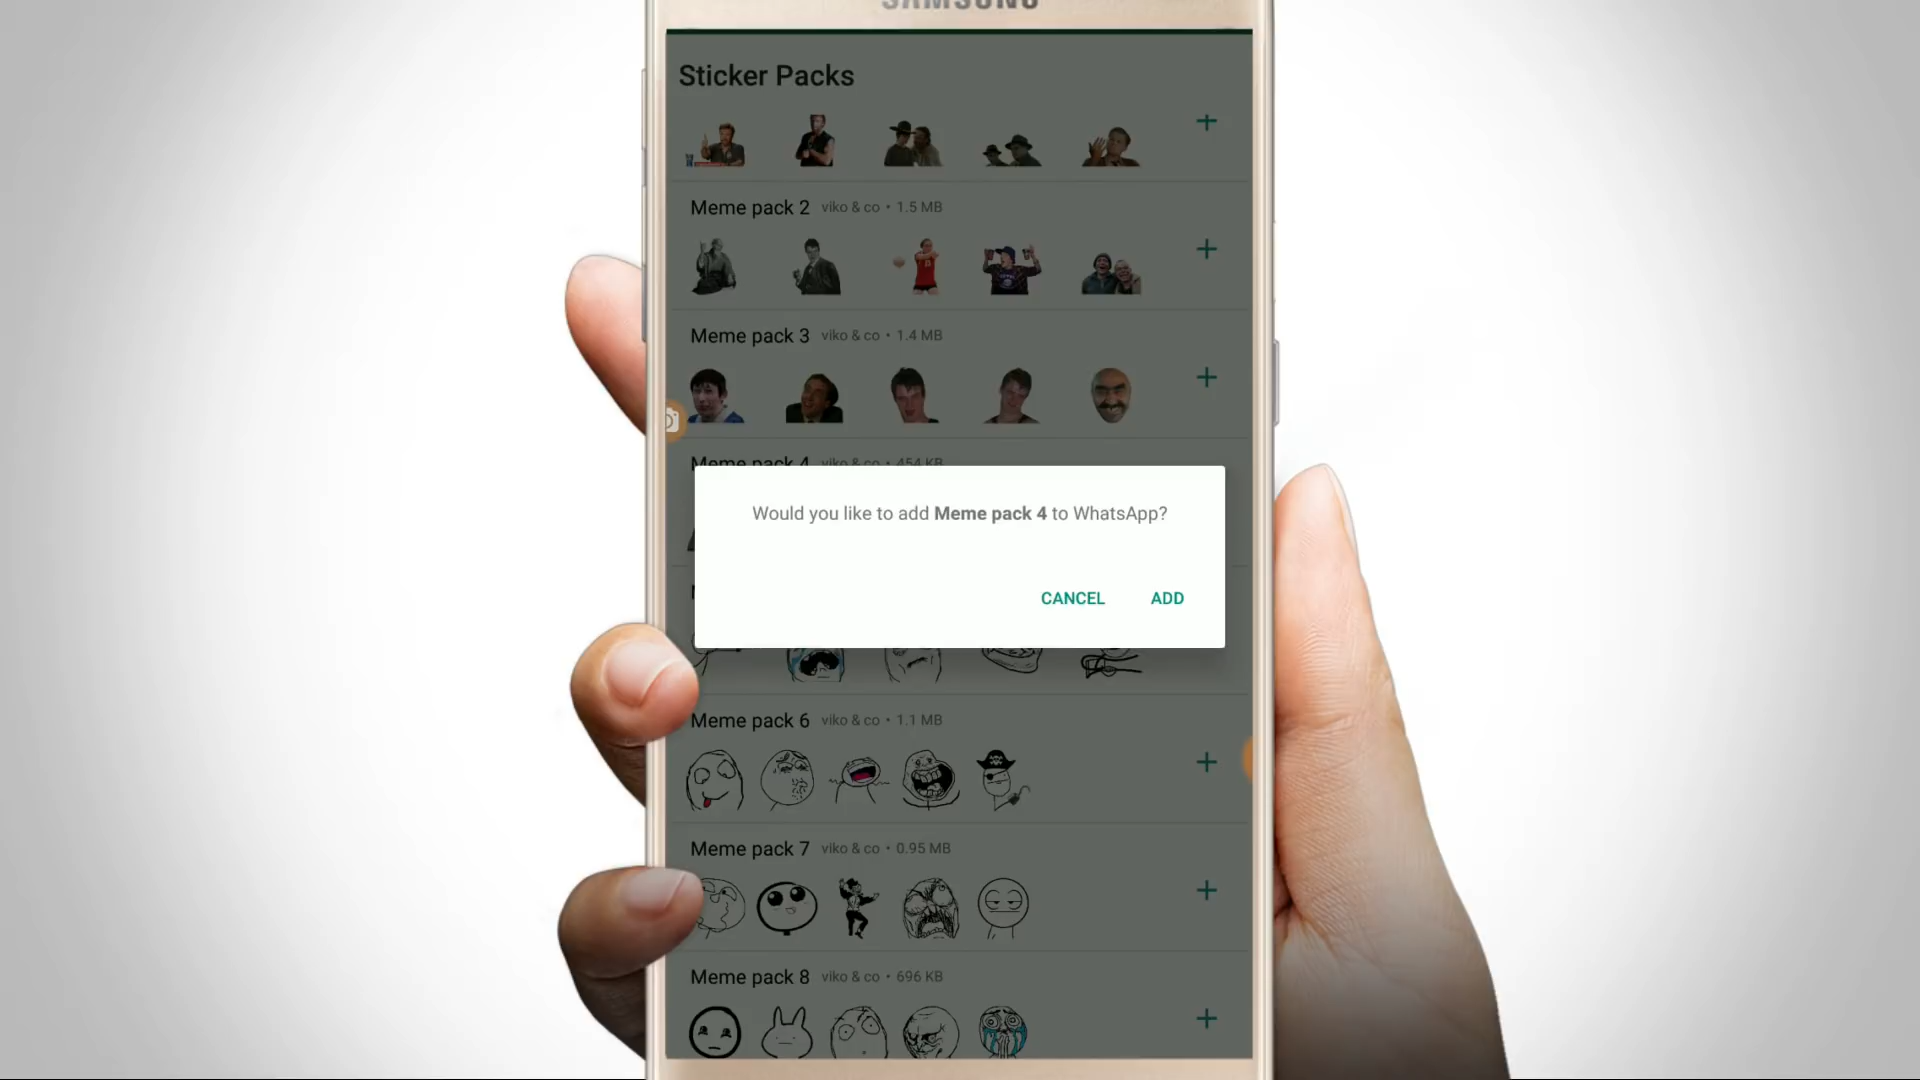 SAMSUNG
Sticker Packs
Meme pack 2 viko & co • 1.5 MB
Meme pack 3 viko & co • 1.4 MB
Meme pack 4 viko & co • 454 KB
Would you like to add Meme pack 4 to WhatsApp?
CANCEL ADD
Meme pack 6 viko & co • 1.1 MB
Meme pack 7 viko & co • 0.95 MB
Meme pack 8 viko & co • 696 KB